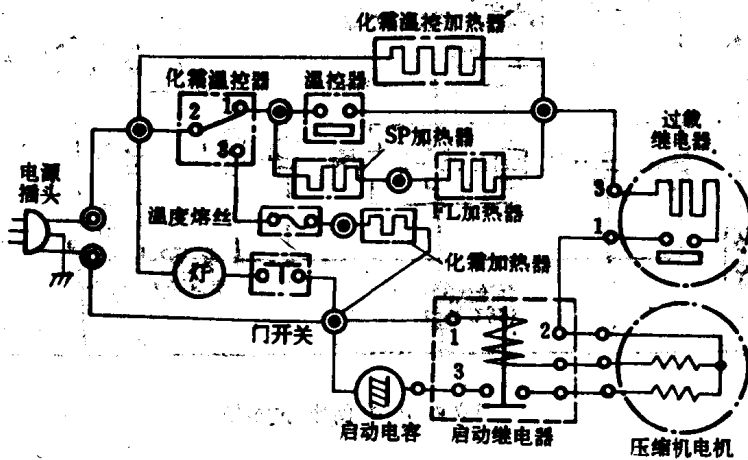 化霜温控加热器
化霜温控器
温控器
2
1
3
SP加热器
过载
继电器
电源
插头
3
FL加热器
温度熔丝
1
化霜加热器
灯
门开关
1
2
3
启动电容
启动继电器
压缩机电机